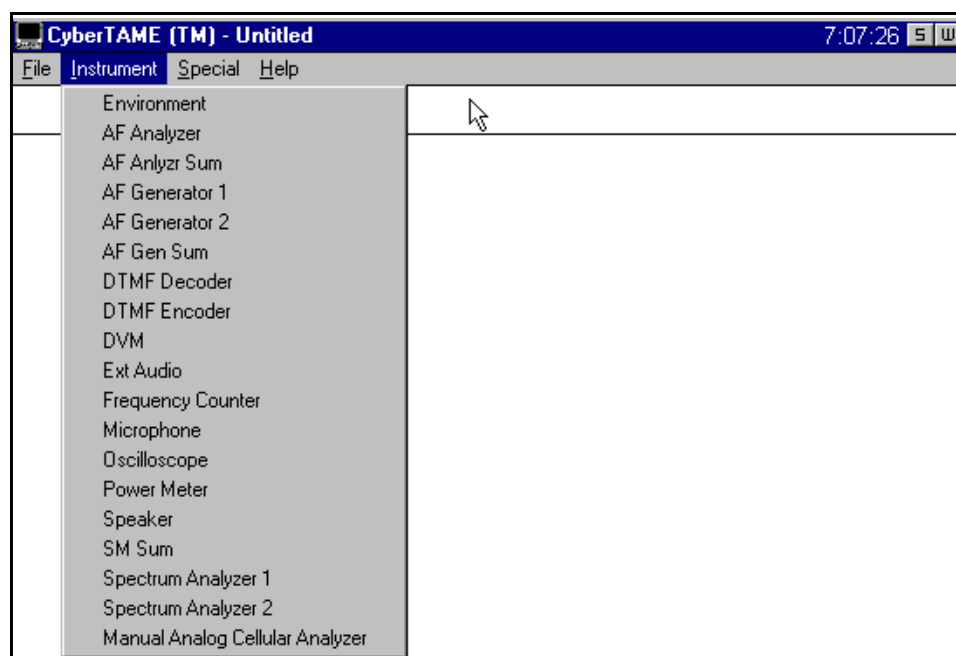 CyberTAME (TM) - Untitled 7:07:26 S W
File Instrument Special Help
Environment
AF Analyzer
AF Anlyzr Sum
AF Generator 1
AF Generator 2
AF Gen Sum
DTMF Decoder
DTMF Encoder
DVM
Ext Audio
Frequency Counter
Microphone
Oscilloscope
Power Meter
Speaker
SM Sum
Spectrum Analyzer 1
Spectrum Analyzer 2
Manual Analog Cellular Analyzer